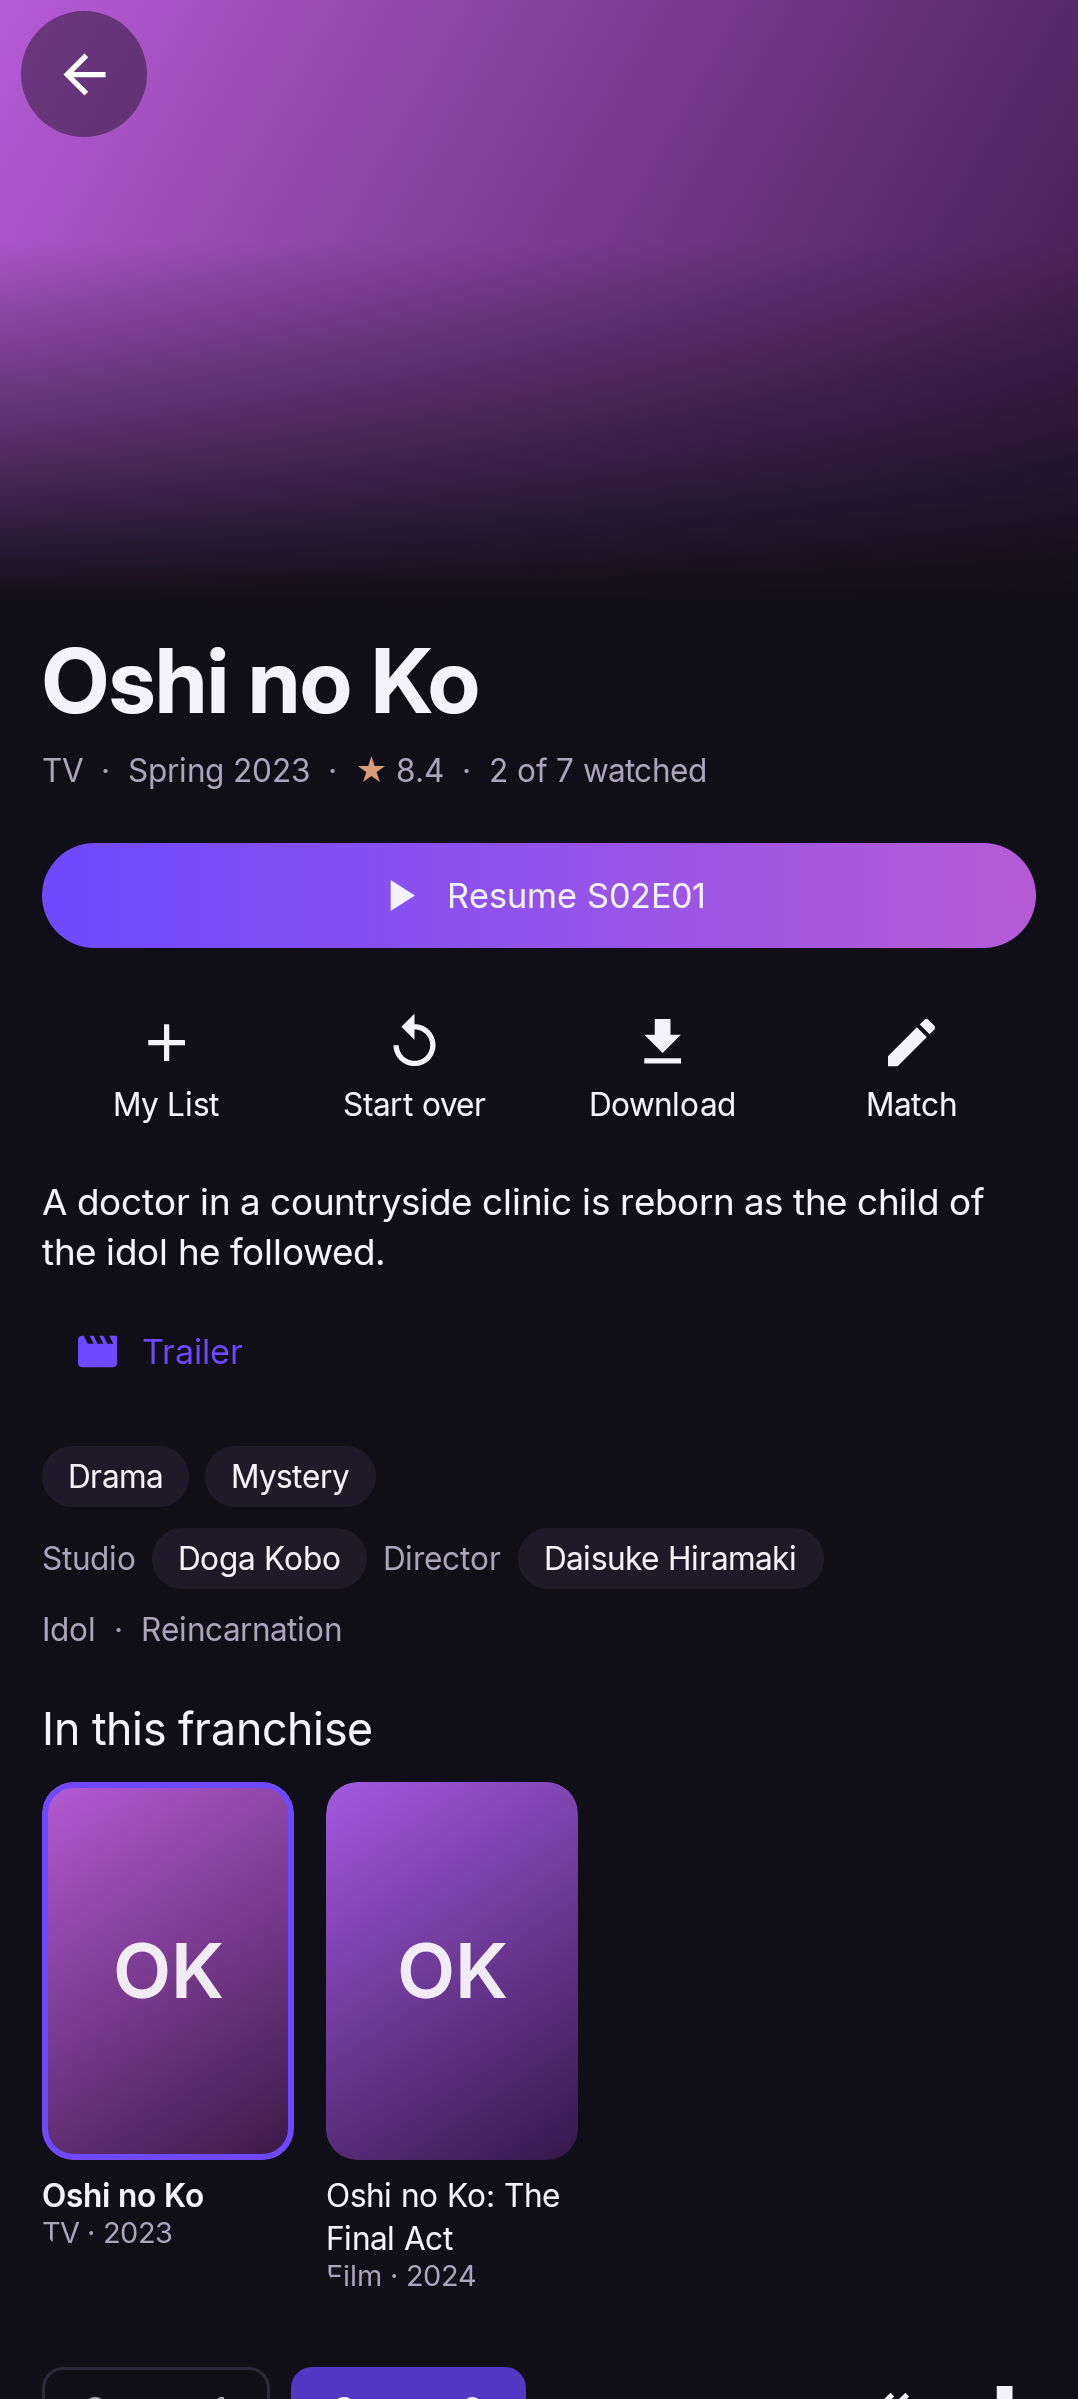 Oshi no Ko
TV · Spring 2023 · ★ 8.4 · 2 of 7 watched
Resume S02E01
My List
Start over
Download
Match
A doctor in a countryside clinic is reborn as the child of
the idol he followed.
Trailer
Drama
Mystery
Studio Doga Kobo Director Daisuke Hiramaki
Idol · Reincarnation
In this franchise
OK
OK
Oshi no Ko
TV · 2023
Oshi no Ko: The
Final Act
Film · 2024